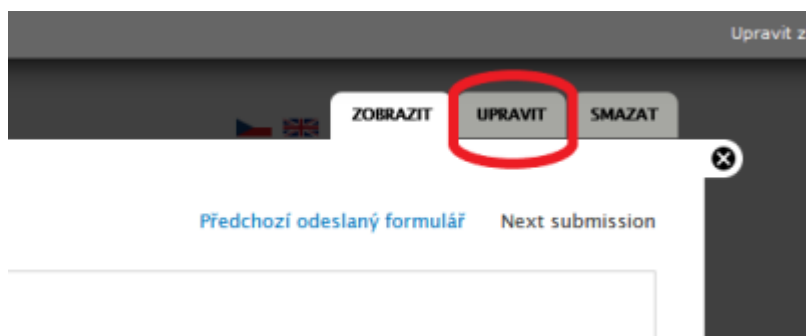 Upravit z
ZOBRAZIT UPRAVIT SMAZAT
Předchozí odeslaný formulář Next submission